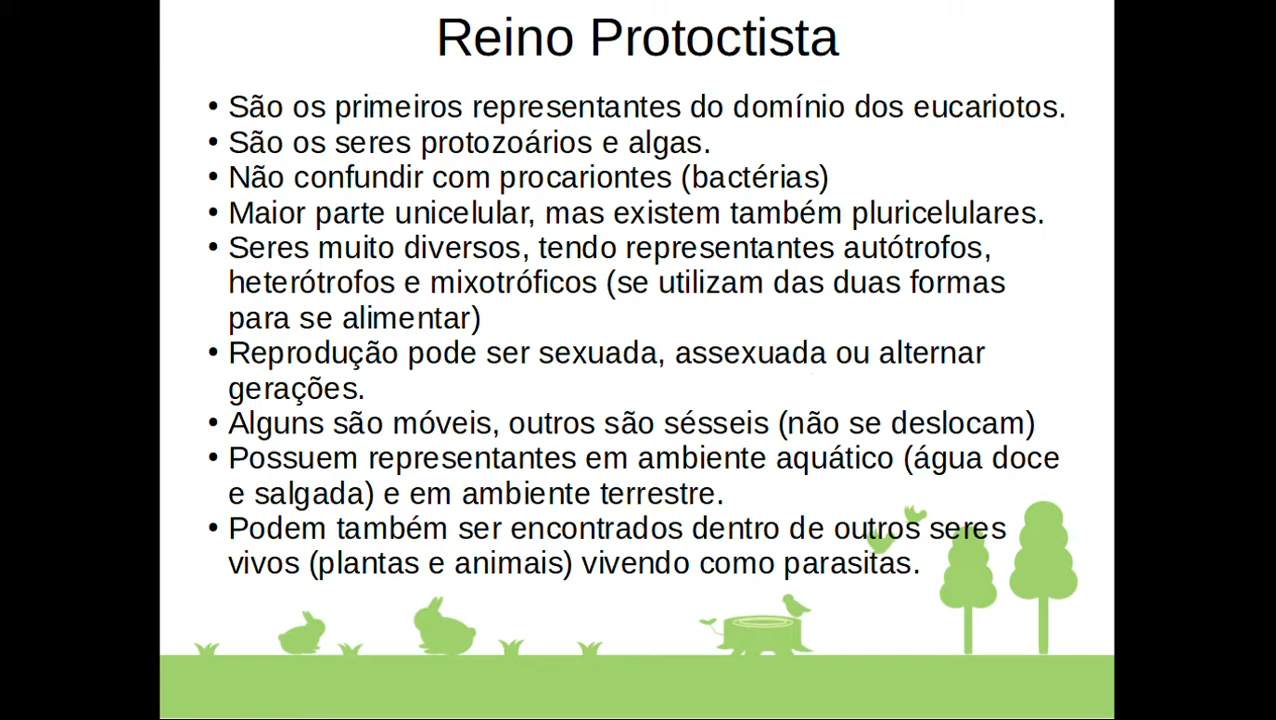 Reino Protoctista
• São os primeiros representantes do domínio dos eucariotos.
• São os seres protozoários e algas.
• Não confundir com procariontes (bactérias)
• Maior parte unicelular, mas existem também pluricelulares.
• Seres muito diversos, tendo representantes autótrofos,
heterótrofos e mixotróficos (se utilizam das duas formas
para se alimentar)
• Reprodução pode ser sexuada, assexuada ou alternar
gerações.
• Alguns são móveis, outros são sésseis (não se deslocam)
• Possuem representantes em ambiente aquático (água doce
e salgada) e em ambiente terrestre.
• Podem também ser encontrados dentro de outros seres
vivos (plantas e animais) vivendo como parasitas.